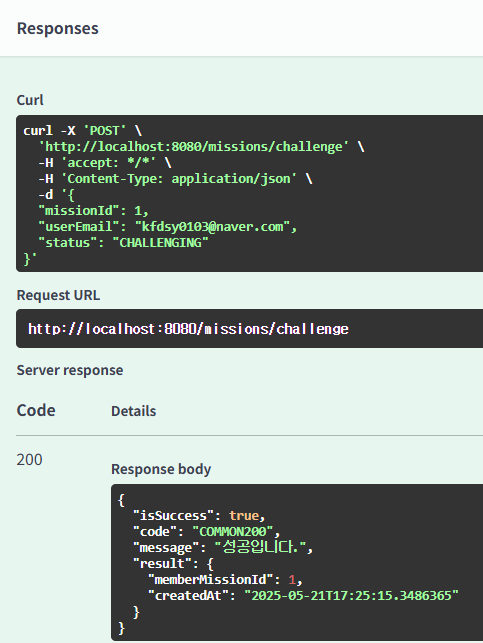 Responses
Curl
curl -X 'POST' \
  'http://localhost:8080/missions/challenge' \
  -H 'accept: */*' \
  -H 'Content-Type: application/json' \
  -d '{
  "missionId": 1,
  "userEmail": "kfdsy0103@naver.com",
  "status": "CHALLENGING"
}'
Request URL
http://localhost:8080/missions/challenge
Server response
Code Details
200
Response body
{
  "isSuccess": true,
  "code": "COMMON200",
  "message": "성공입니다.",
  "result": {
    "memberMissionId": 1,
    "createdAt": "2025-05-21T17:25:15.3486365"
  }
}